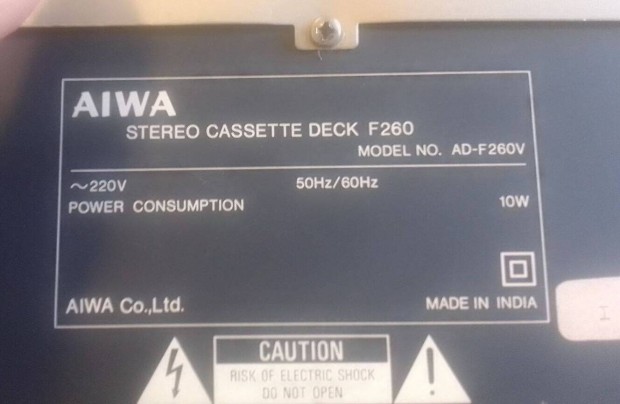 AIWA
STEREO CASSETTE DECK F260
MODEL NO. AD-F260V
~220V 50Hz/60Hz
POWER CONSUMPTION 10W
AIWA Co.,Ltd. MADE IN INDIA
CAUTION
RISK OF ELECTRIC SHOCK
DO NOT OPEN